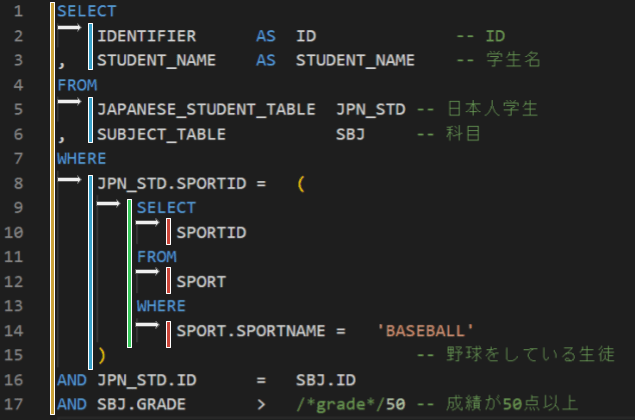 1 SELECT
2 IDENTIFIER AS ID -- ID
3 , STUDENT_NAME AS STUDENT_NAME -- 学生名
4 FROM
5 JAPANESE_STUDENT_TABLE JPN_STD -- 日本人学生
6 , SUBJECT_TABLE SBJ -- 科目
7 WHERE
8 JPN_STD.SPORTID = (
9 SELECT
10 SPORTID
11 FROM
12 SPORT
13 WHERE
14 SPORT.SPORTNAME = 'BASEBALL'
15 ) -- 野球をしている生徒
16 AND JPN_STD.ID = SBJ.ID
17 AND SBJ.GRADE > /*grade*/50 -- 成績が50点以上